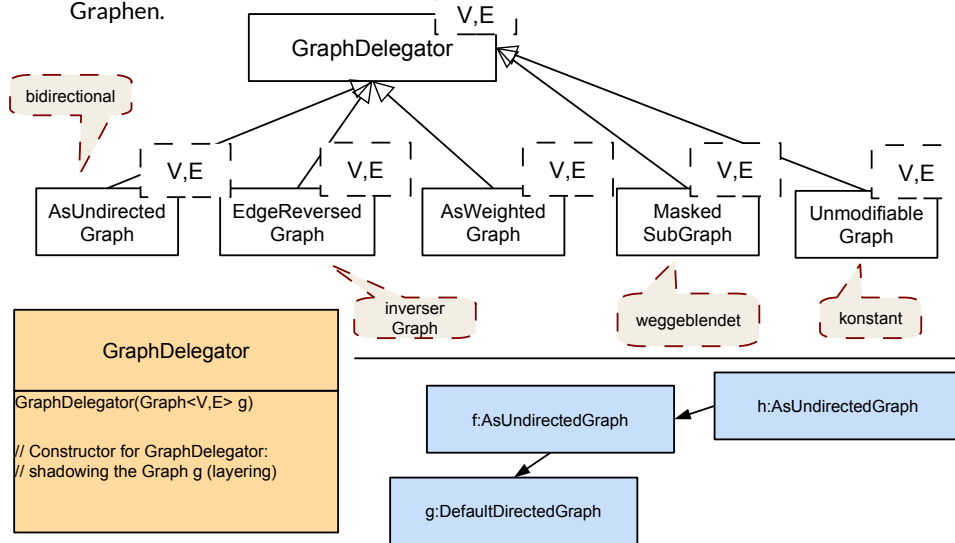 Graphen.
V,E
GraphDelegator
bidirectional
V,E
V,E
V,E
V,E
V,E
AsUndirected
Graph
EdgeReversed
Graph
AsWeighted
Graph
Masked
SubGraph
Unmodifiable
Graph
inverser
Graph
weggeblendet
konstant
GraphDelegator
GraphDelegator(Graph<V,E> g)
// Constructor for GraphDelegator:
// shadowing the Graph g (layering)
f:AsUndirectedGraph
h:AsUndirectedGraph
g:DefaultDirectedGraph